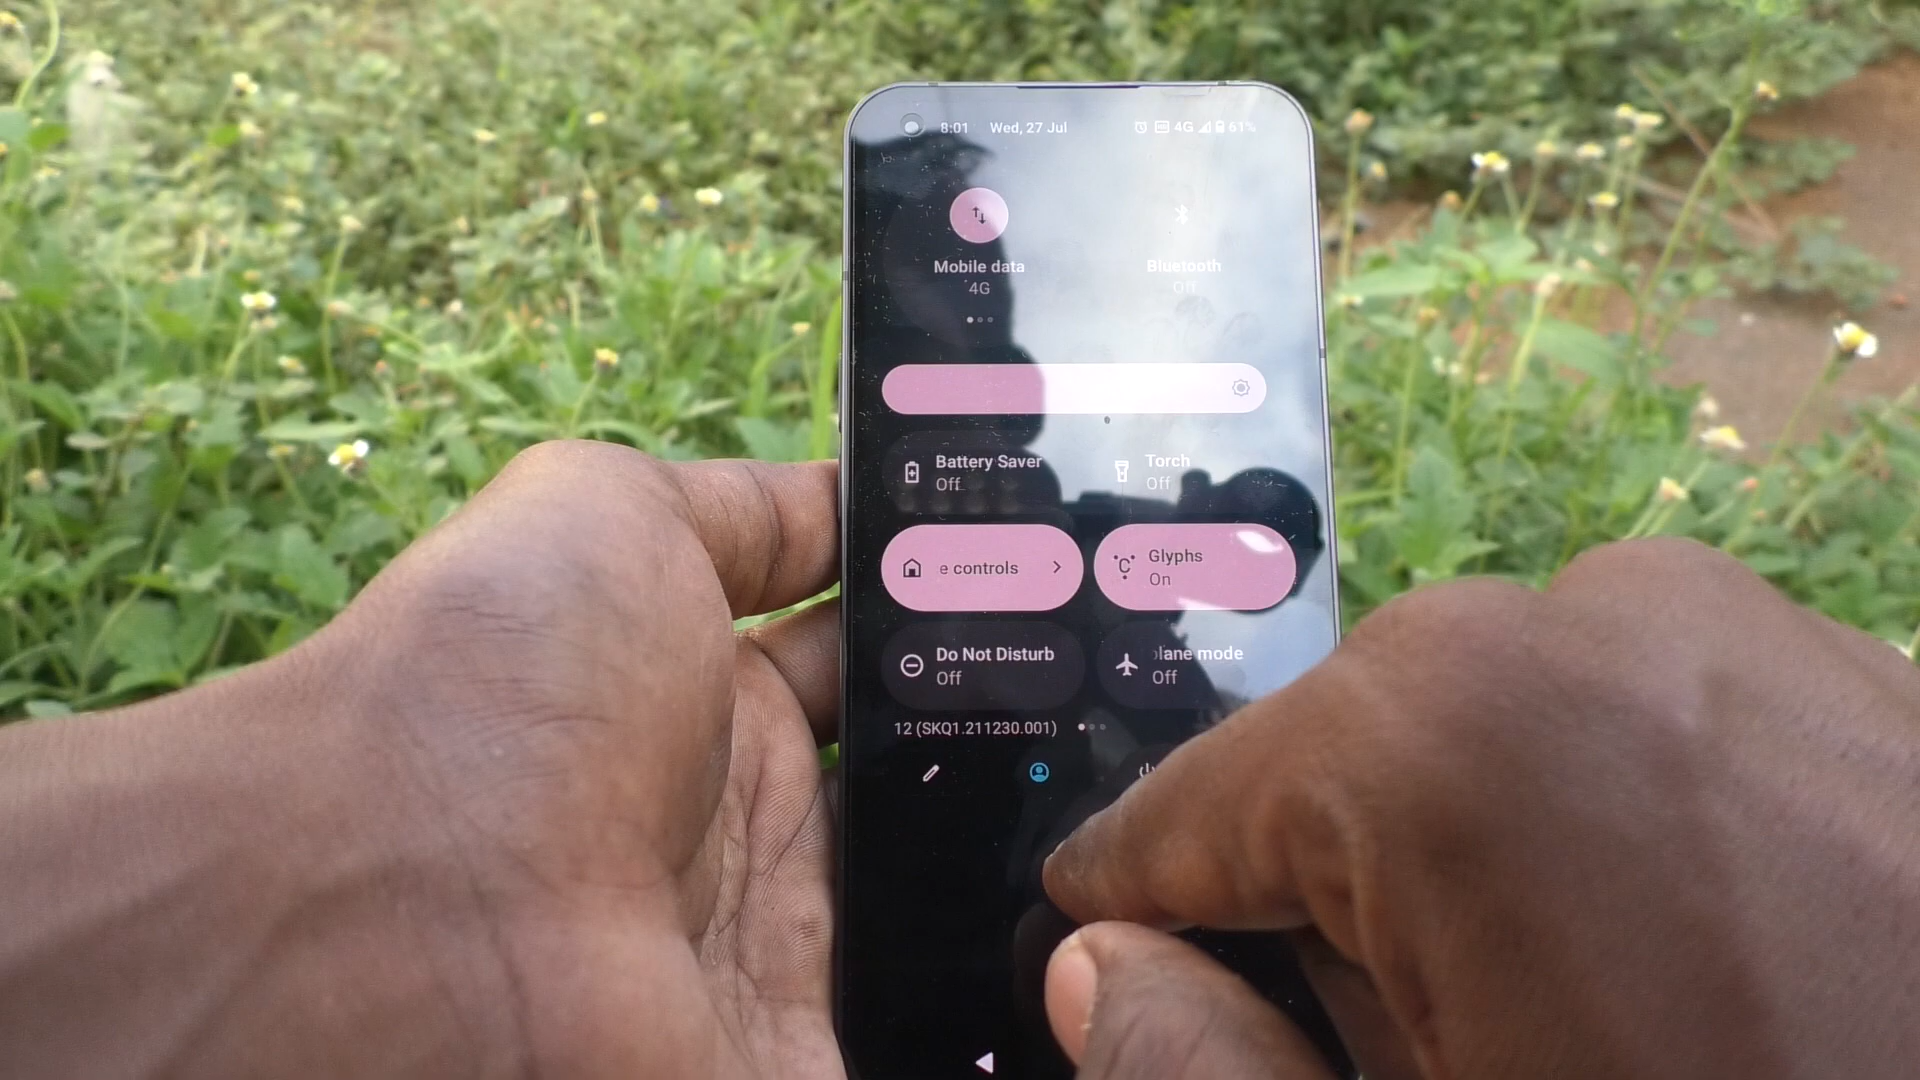 8:01 Wed, 27 Jul 4G 61%
Mobile data
4G
Bluetooth
Off
Battery Saver
Off
Torch
Off
e controls
Glyphs
On
Do Not Disturb
Off
lane mode
Off
12 (SKQ1.211230.001)